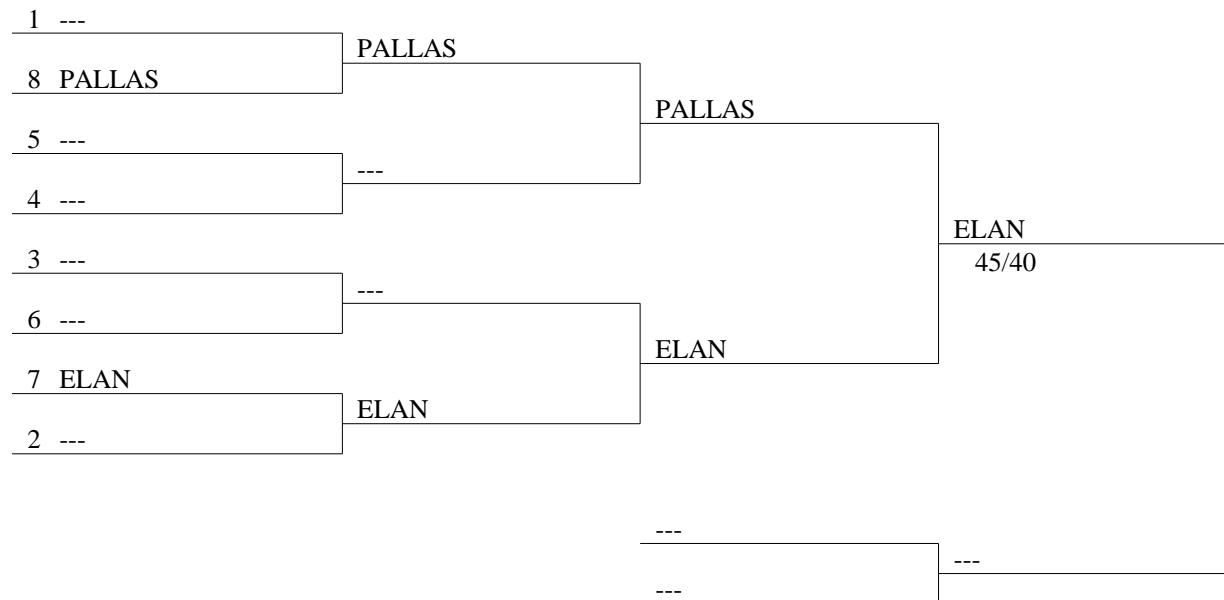 1 ---
PALLAS
8 PALLAS
PALLAS
5 ---
---
4 ---
ELAN
45/40
3 ---
---
6 ---
ELAN
7 ELAN
ELAN
2 ---
---
---
---